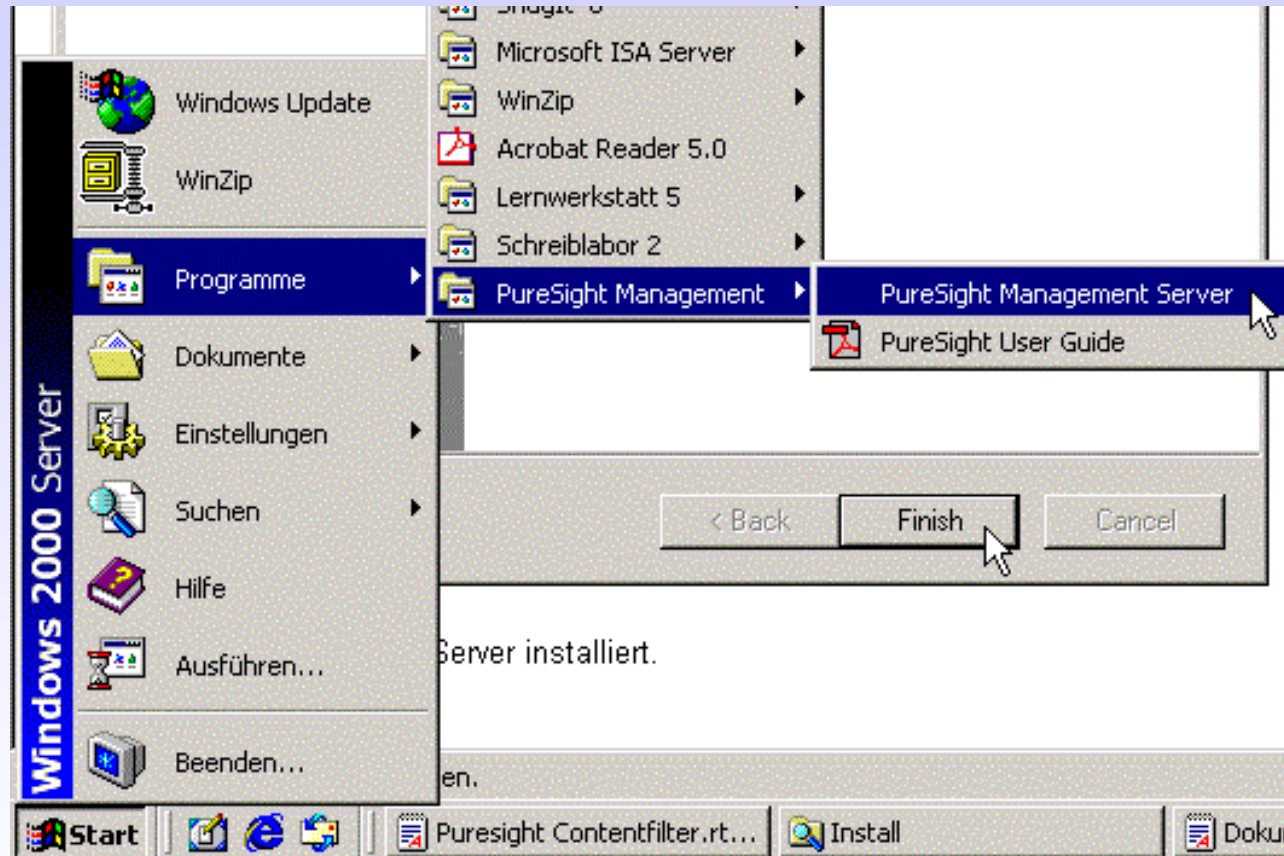 Microsoft ISA Server
WinZip
Acrobat Reader 5.0
Lernwerkstatt 5
Schreiblabor 2
PureSight Management
PureSight Management Server
PureSight User Guide
Windows Update
WinZip
Programme
Dokumente
Einstellungen
Suchen
Hilfe
Ausführen...
Beenden...
Windows 2000 Server
< Back
Finish
Cancel
Server installiert.
en.
Start
Puresight Contentfilter.rt...
Install
Doku